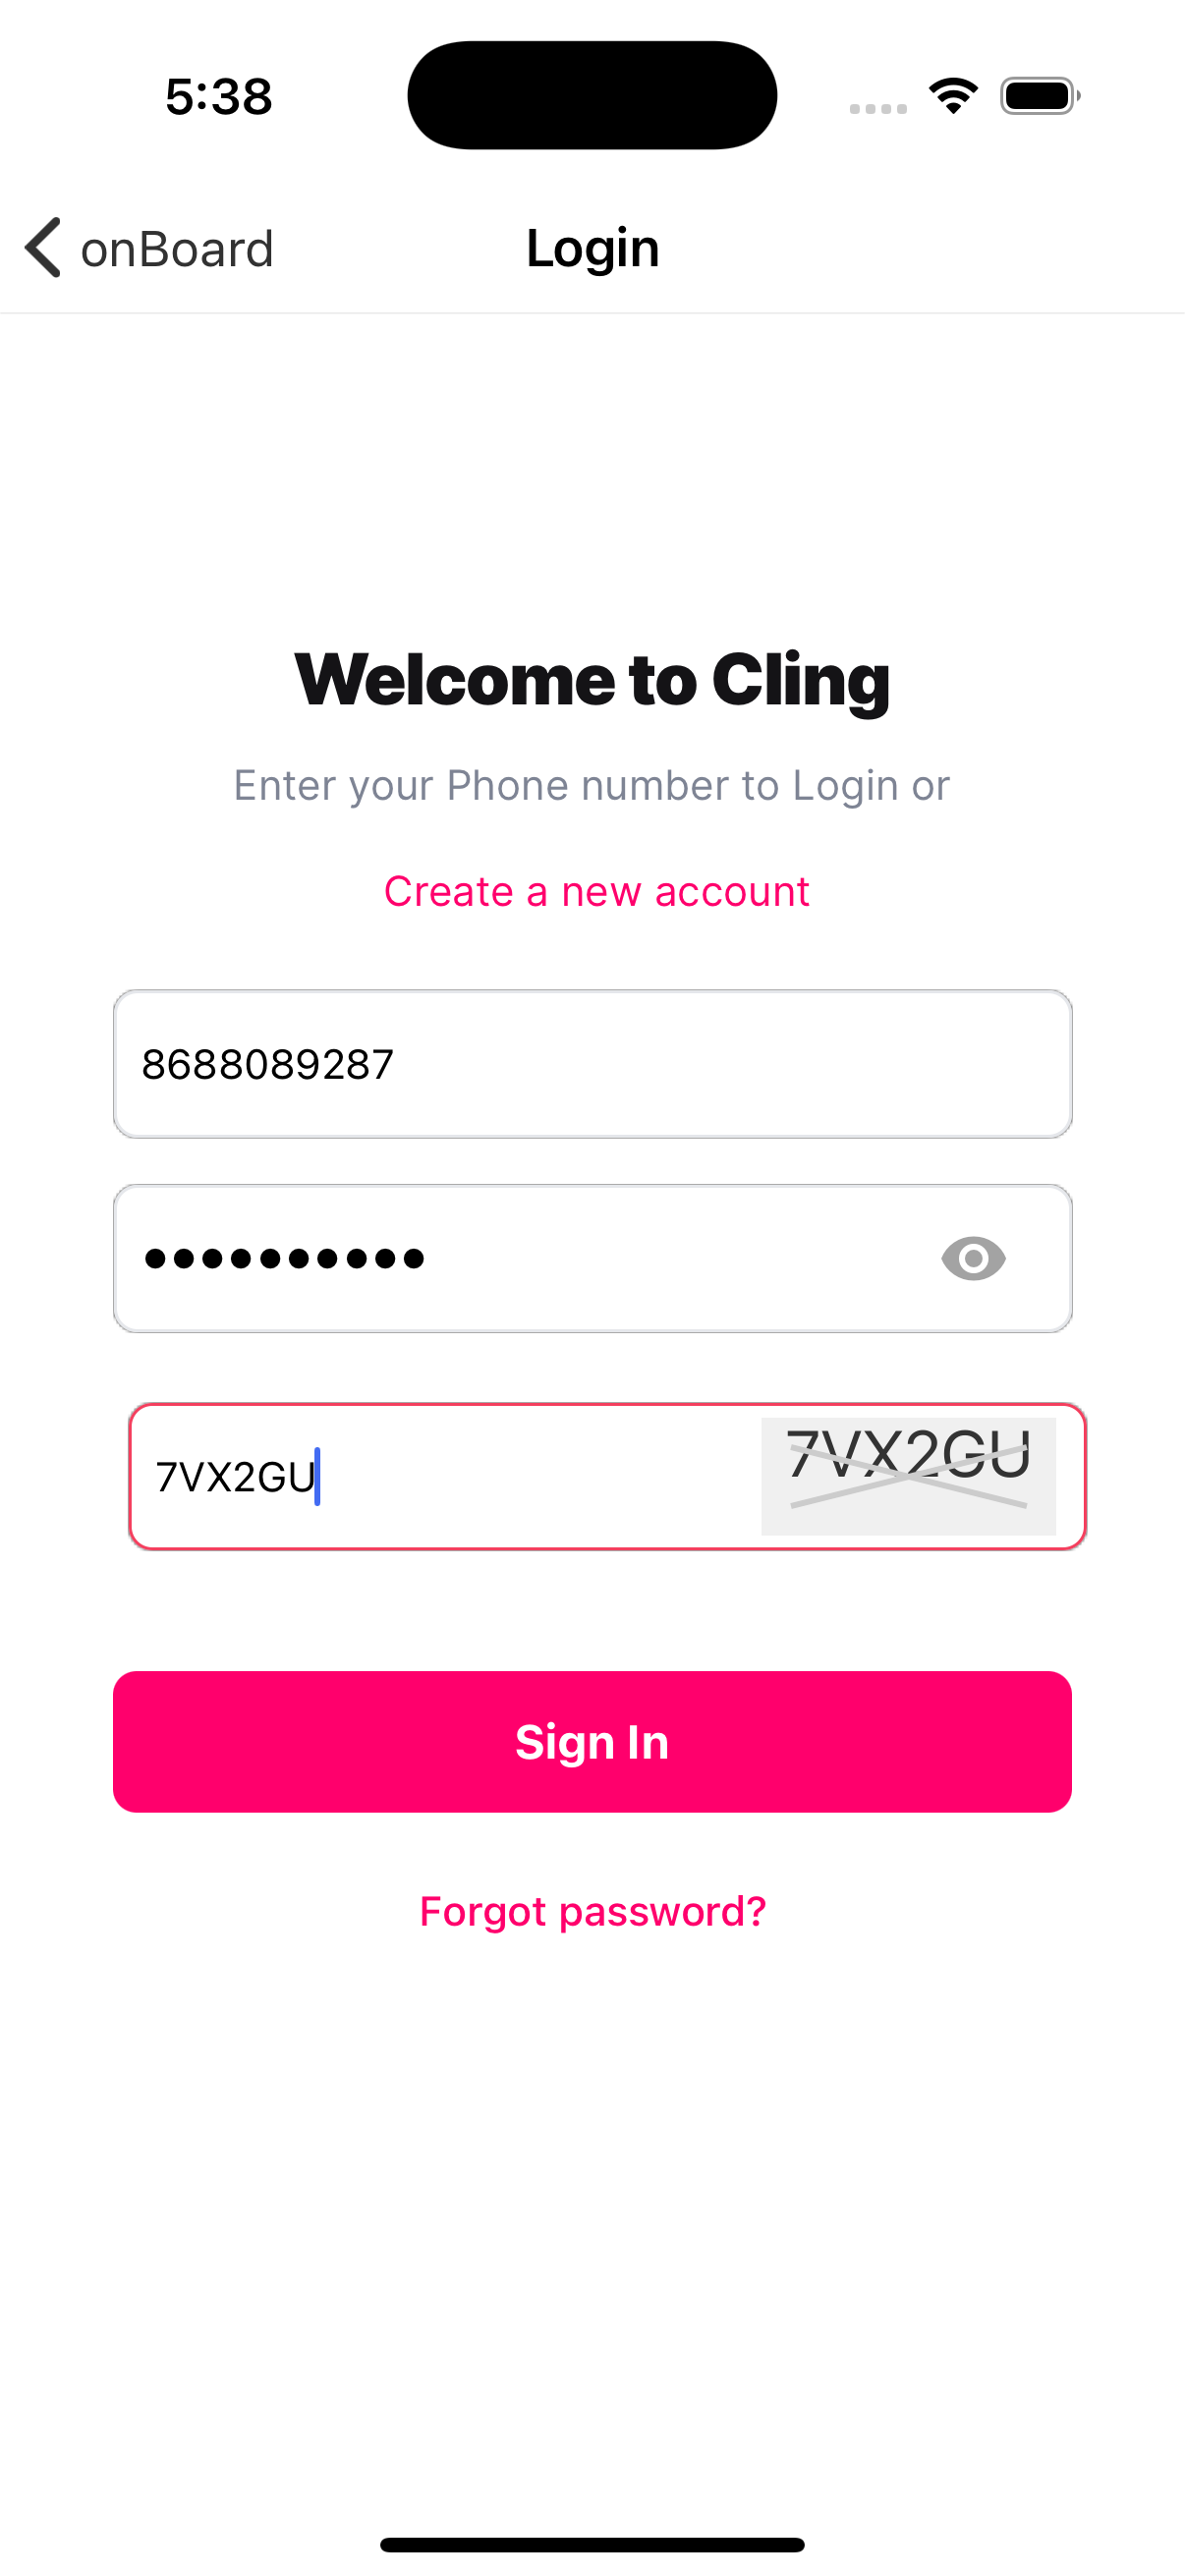 5:38
onBoard
Login
Welcome to Cling
Enter your Phone number to Login or
Create a new account
8688089287
••••••••••
7VX2GU
7VX2GU
Sign In
Forgot password?